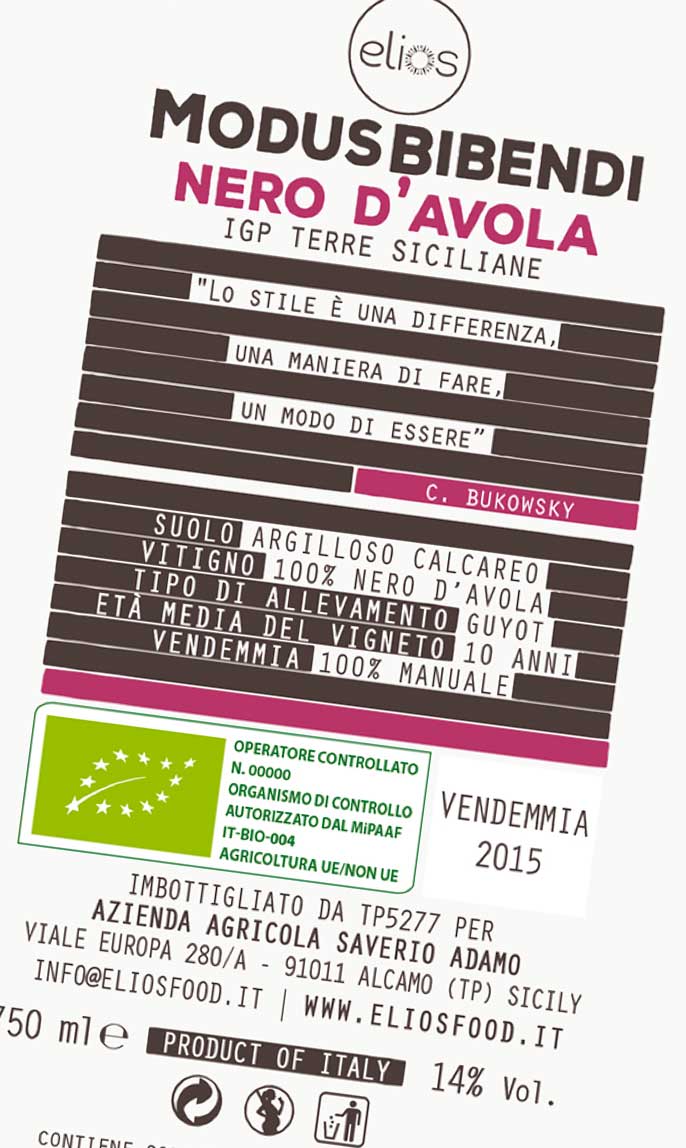 elios
MODUS BIBENDI
NERO D'AVOLA
IGP TERRE SICILIANE
"LO STILE È UNA DIFFERENZA,
UNA MANIERA DI FARE,
UN MODO DI ESSERE"
C. BUKOWSKY
SUOLO ARGILLOSO CALCAREO
VITIGNO 100% NERO D'AVOLA
TIPO DI ALLEVAMENTO GUYOT
ETÀ MEDIA DEL VIGNETO 10 ANNI
VENDEMMIA 100% MANUALE
OPERATORE CONTROLLATO
N. 00000
ORGANISMO DI CONTROLLO
AUTORIZZATO DAL MiPAAF
IT-BIO-004
AGRICOLTURA UE/NON UE
VENDEMMIA
2015
IMBOTTIGLIATO DA TP5277 PER
AZIENDA AGRICOLA SAVERIO ADAMO
VIALE EUROPA 280/A - 91011 ALCAMO (TP) SICILY
INFO@ELIOSFOOD.IT | WWW.ELIOSFOOD.IT
750 ml e PRODUCT OF ITALY 14% Vol.
CONTIENE